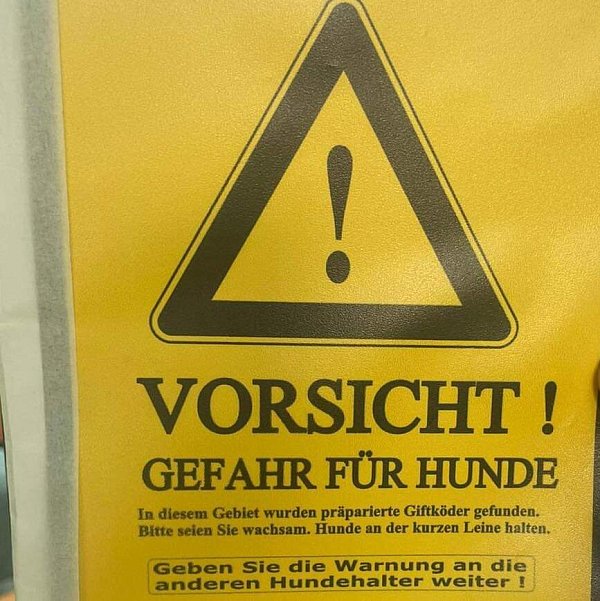 !
VORSICHT !
GEFAHR FÜR HUNDE
In diesem Gebiet wurden präparierte Giftköder gefunden.
Bitte seien Sie wachsam. Hunde an der kurzen Leine halten.
Geben Sie die Warnung an die
anderen Hundehalter weiter !